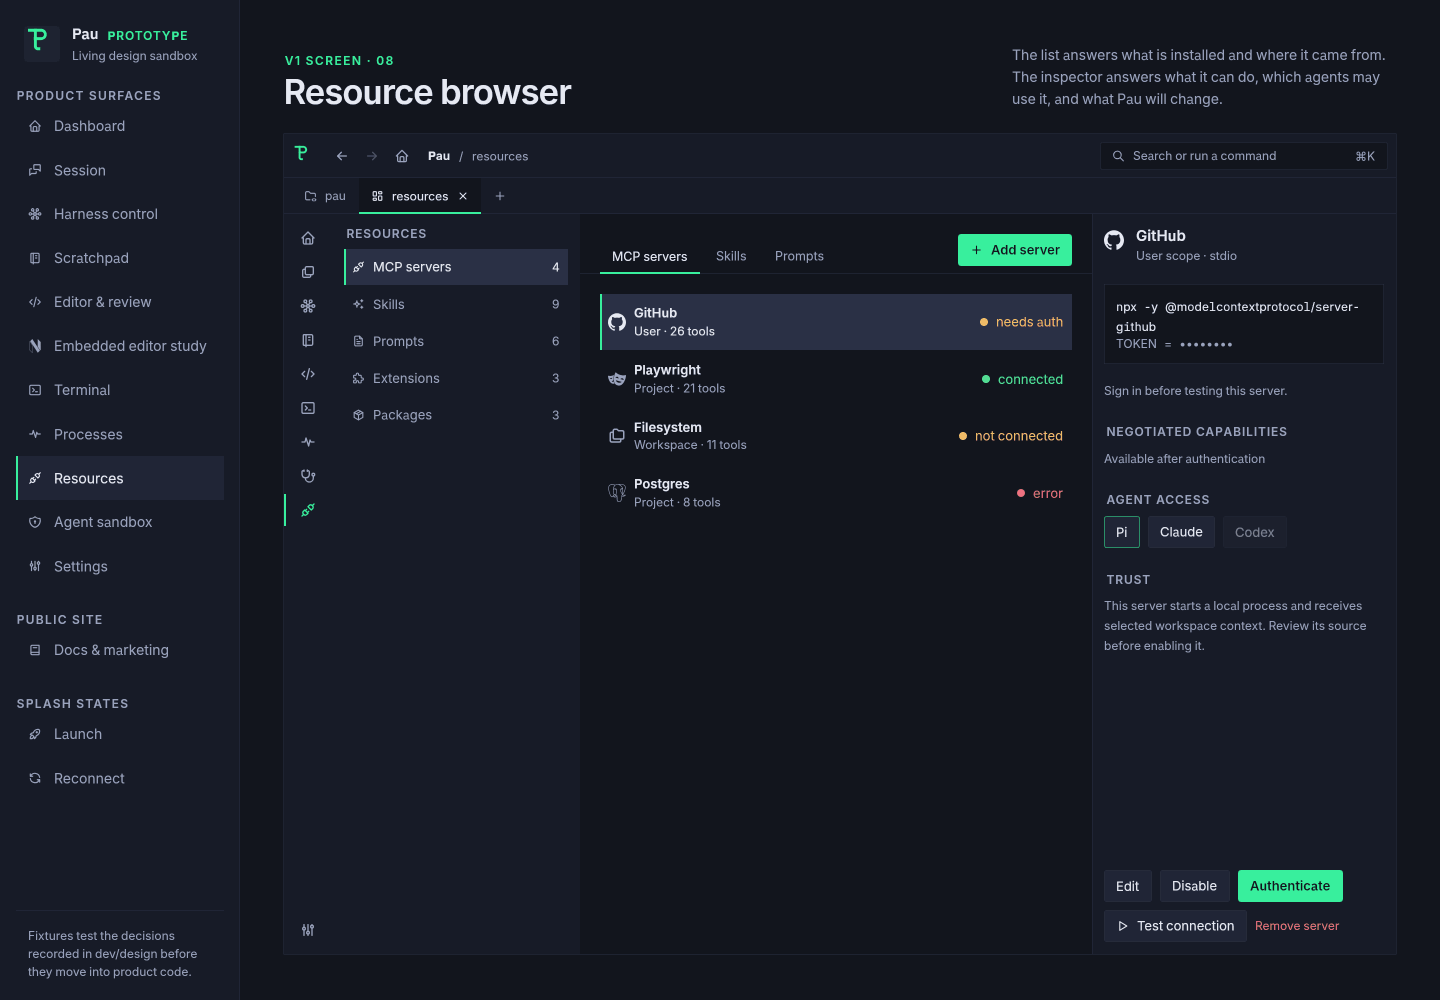 Pau PROTOTYPE
Living design sandbox
PRODUCT SURFACES
Dashboard
Session
Harness control
Scratchpad
Editor & review
Embedded editor study
Terminal
Processes
Resources
Agent sandbox
Settings
PUBLIC SITE
Docs & marketing
SPLASH STATES
Launch
Reconnect
Fixtures test the decisions
recorded in dev/design before
they move into product code.
V1 SCREEN · 08
Resource browser
The list answers what is installed and where it came from.
The inspector answers what it can do, which agents may
use it, and what Pau will change.
Pau / resources
Search or run a command ⌘K
pau
resources
RESOURCES
MCP servers 4
Skills 9
Prompts 6
Extensions 3
Packages 3
MCP servers
Skills
Prompts
Add server
GitHub
User · 26 tools
needs auth
Playwright
Project · 21 tools
connected
Filesystem
Workspace · 11 tools
not connected
Postgres
Project · 8 tools
error
GitHub
User scope · stdio
npx -y @modelcontextprotocol/server-
github
TOKEN = ••••••••
Sign in before testing this server.
NEGOTIATED CAPABILITIES
Available after authentication
AGENT ACCESS
Pi
Claude
Codex
TRUST
This server starts a local process and receives
selected workspace context. Review its source
before enabling it.
Edit
Disable
Authenticate
Test connection
Remove server